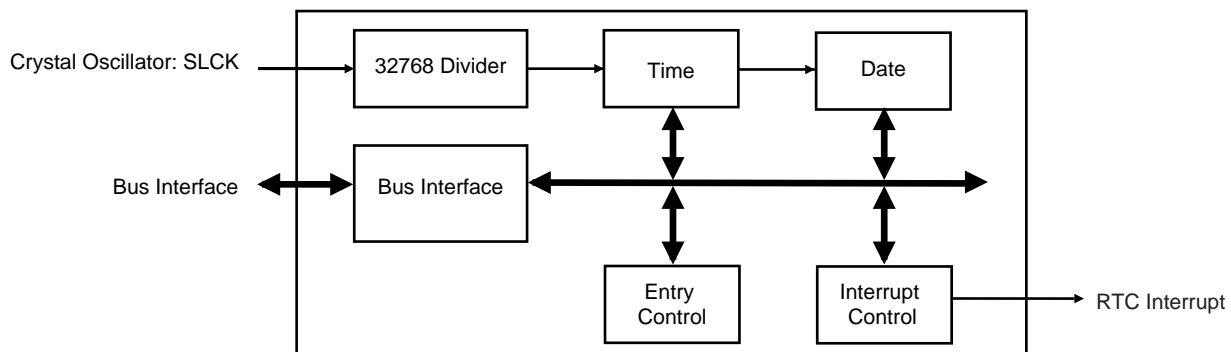 Crystal Oscillator: SLCK
32768 Divider
Time
Date
Bus Interface
Bus Interface
Entry
Control
Interrupt
Control
RTC Interrupt